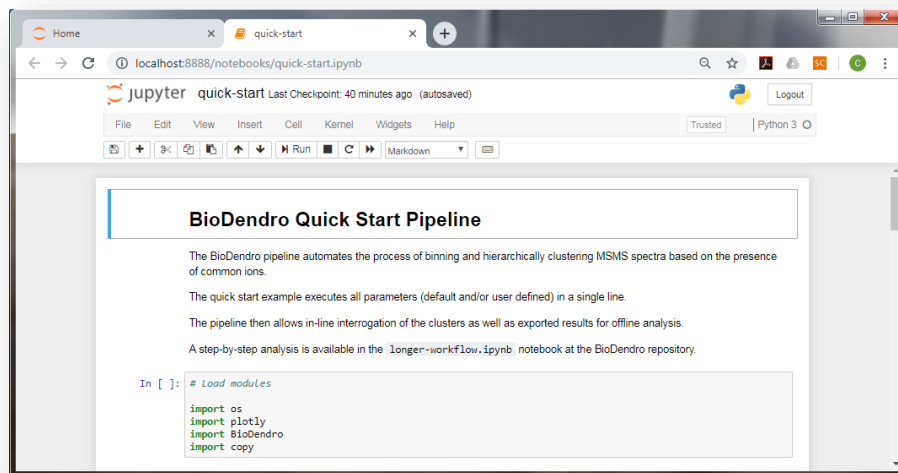 Home
quick-start
localhost:8888/notebooks/quick-start.ipynb
SC
C
jupyter quick-start Last Checkpoint: 40 minutes ago (autosaved)
Logout
File Edit View Insert Cell Kernel Widgets Help
Trusted Python 3
Run Markdown
BioDendro Quick Start Pipeline
The BioDendro pipeline automates the process of binning and hierarchically clustering MSMS spectra based on the presence
of common ions.
The quick start example executes all parameters (default and/or user defined) in a single line.
The pipeline then allows in-line interrogation of the clusters as well as exported results for offline analysis.
A step-by-step analysis is available in the longer-workflow.ipynb notebook at the BioDendro repository.
In [ ]: # Load modules
import os
import plotly
import BioDendro
import copy